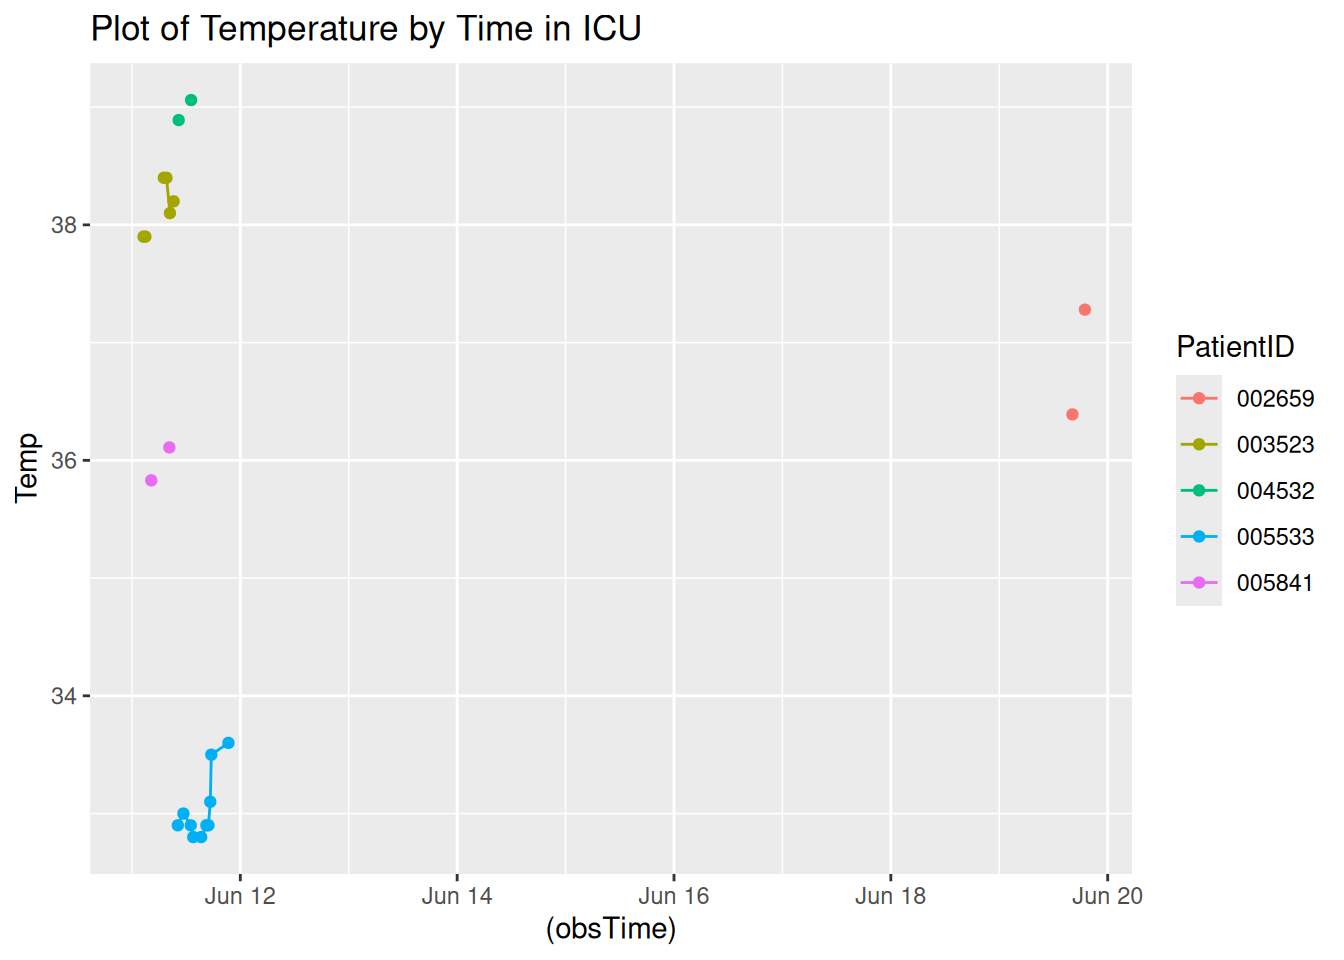 Plot of Temperature by Time in ICU
38
36
34
Temp
Jun 12
Jun 14
Jun 16
Jun 18
Jun 20
(obsTime)
PatientID
002659
003523
004532
005533
005841